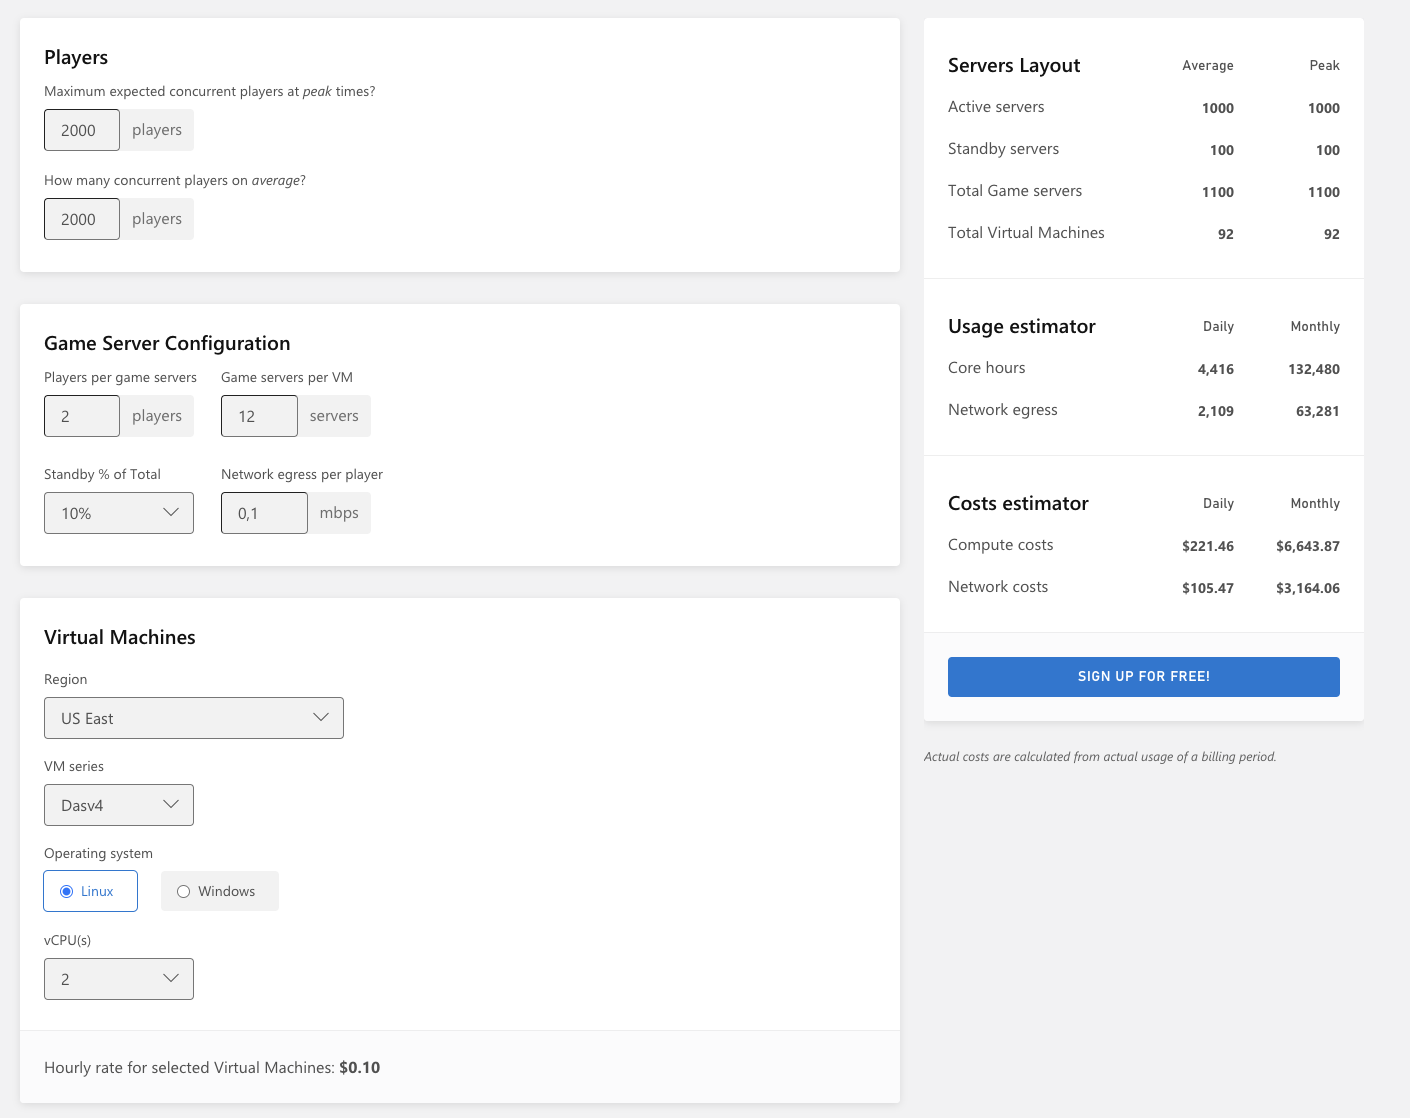 Players
Maximum expected concurrent players at peak times?
2000 players
How many concurrent players on average?
2000 players
Game Server Configuration
Players per game servers Game servers per VM
2 players 12 servers
Standby % of Total Network egress per player
10% 0,1 mbps
Virtual Machines
Region
US East
VM series
Dasv4
Operating system
Linux Windows
vCPU(s)
2
Hourly rate for selected Virtual Machines: $0.10
Servers Layout Average Peak
Active servers 1000 1000
Standby servers 100 100
Total Game servers 1100 1100
Total Virtual Machines 92 92
Usage estimator Daily Monthly
Core hours 4,416 132,480
Network egress 2,109 63,281
Costs estimator Daily Monthly
Compute costs $221.46 $6,643.87
Network costs $105.47 $3,164.06
SIGN UP FOR FREE!
Actual costs are calculated from actual usage of a billing period.